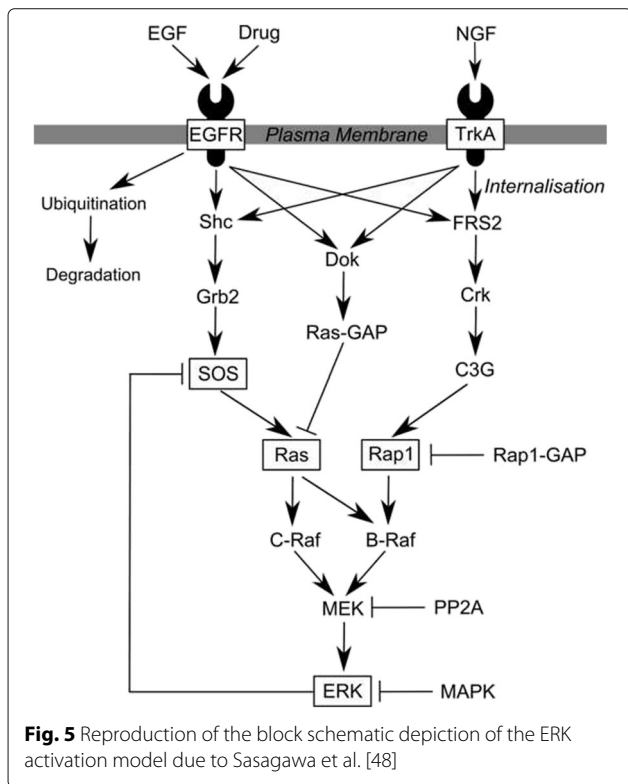 EGF Drug NGF
EGFR Plasma Membrane TrkA
Internalisation
Ubiquitination Shc FRS2
Dok
Degradation
Grb2 Crk
Ras-GAP
SOS C3G
Ras Rap1 Rap1-GAP
C-Raf B-Raf
MEK PP2A
ERK MAPK
Fig. 5 Reproduction of the block schematic depiction of the ERK
activation model due to Sasagawa et al. [48]